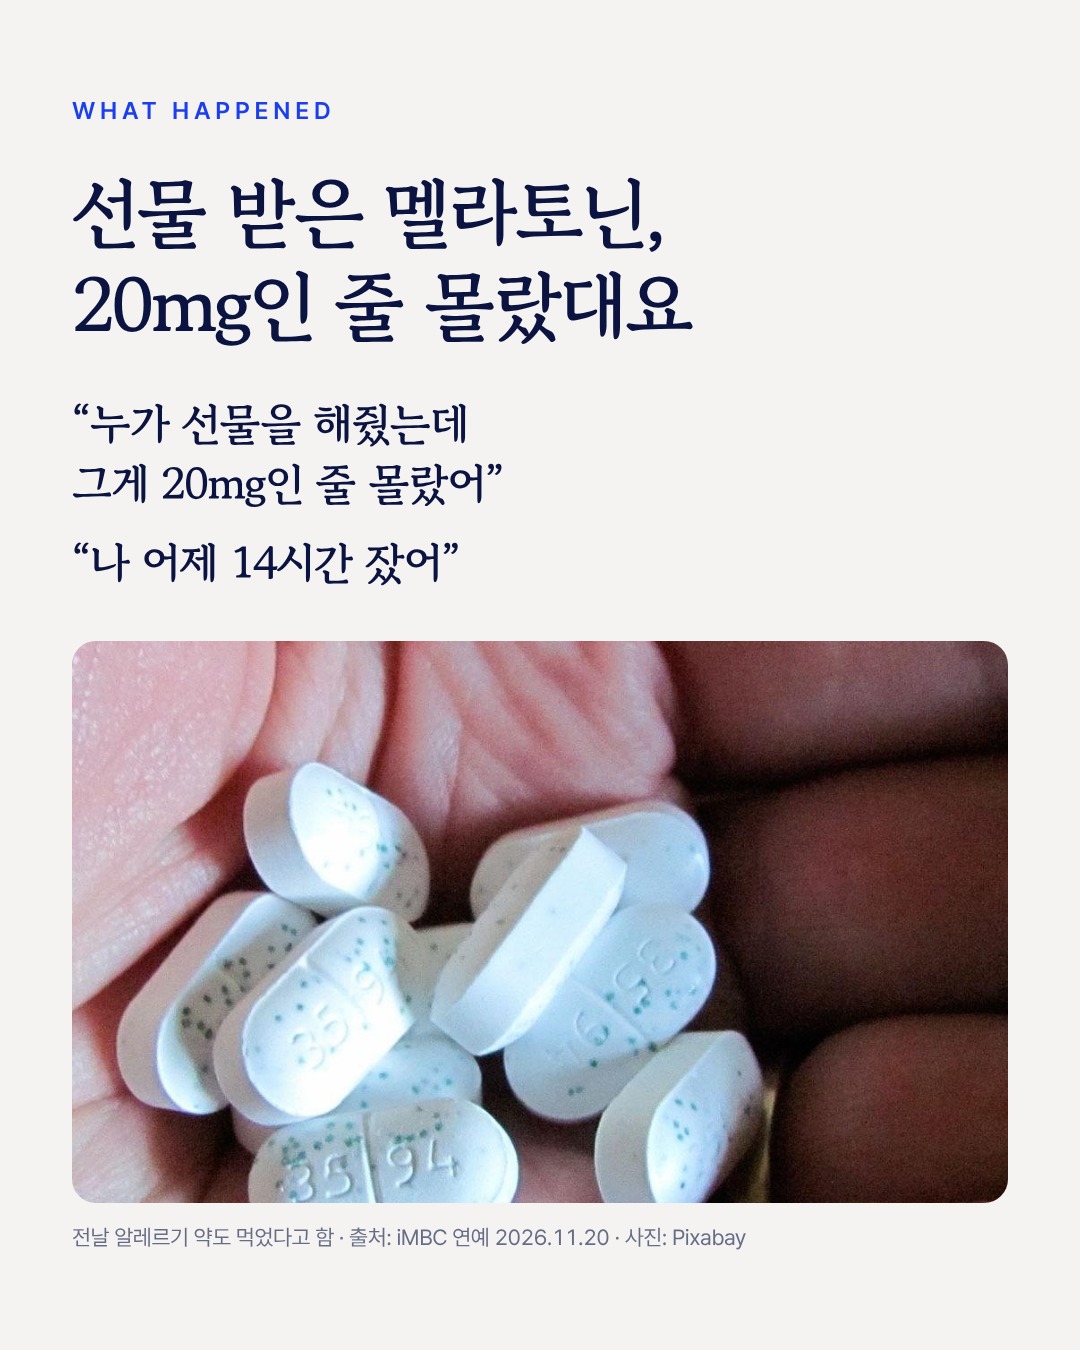 WHAT HAPPENED
선물 받은 멜라토닌,
20mg인 줄 몰랐대요
“누가 선물을 해줬는데
그게 20mg인 줄 몰랐어”
“나 어제 14시간 잤어”
35 9
35 94
35 94
전날 알레르기 약도 먹었다고 함 · 출처: iMBC 연예 2026.11.20 · 사진: Pixabay